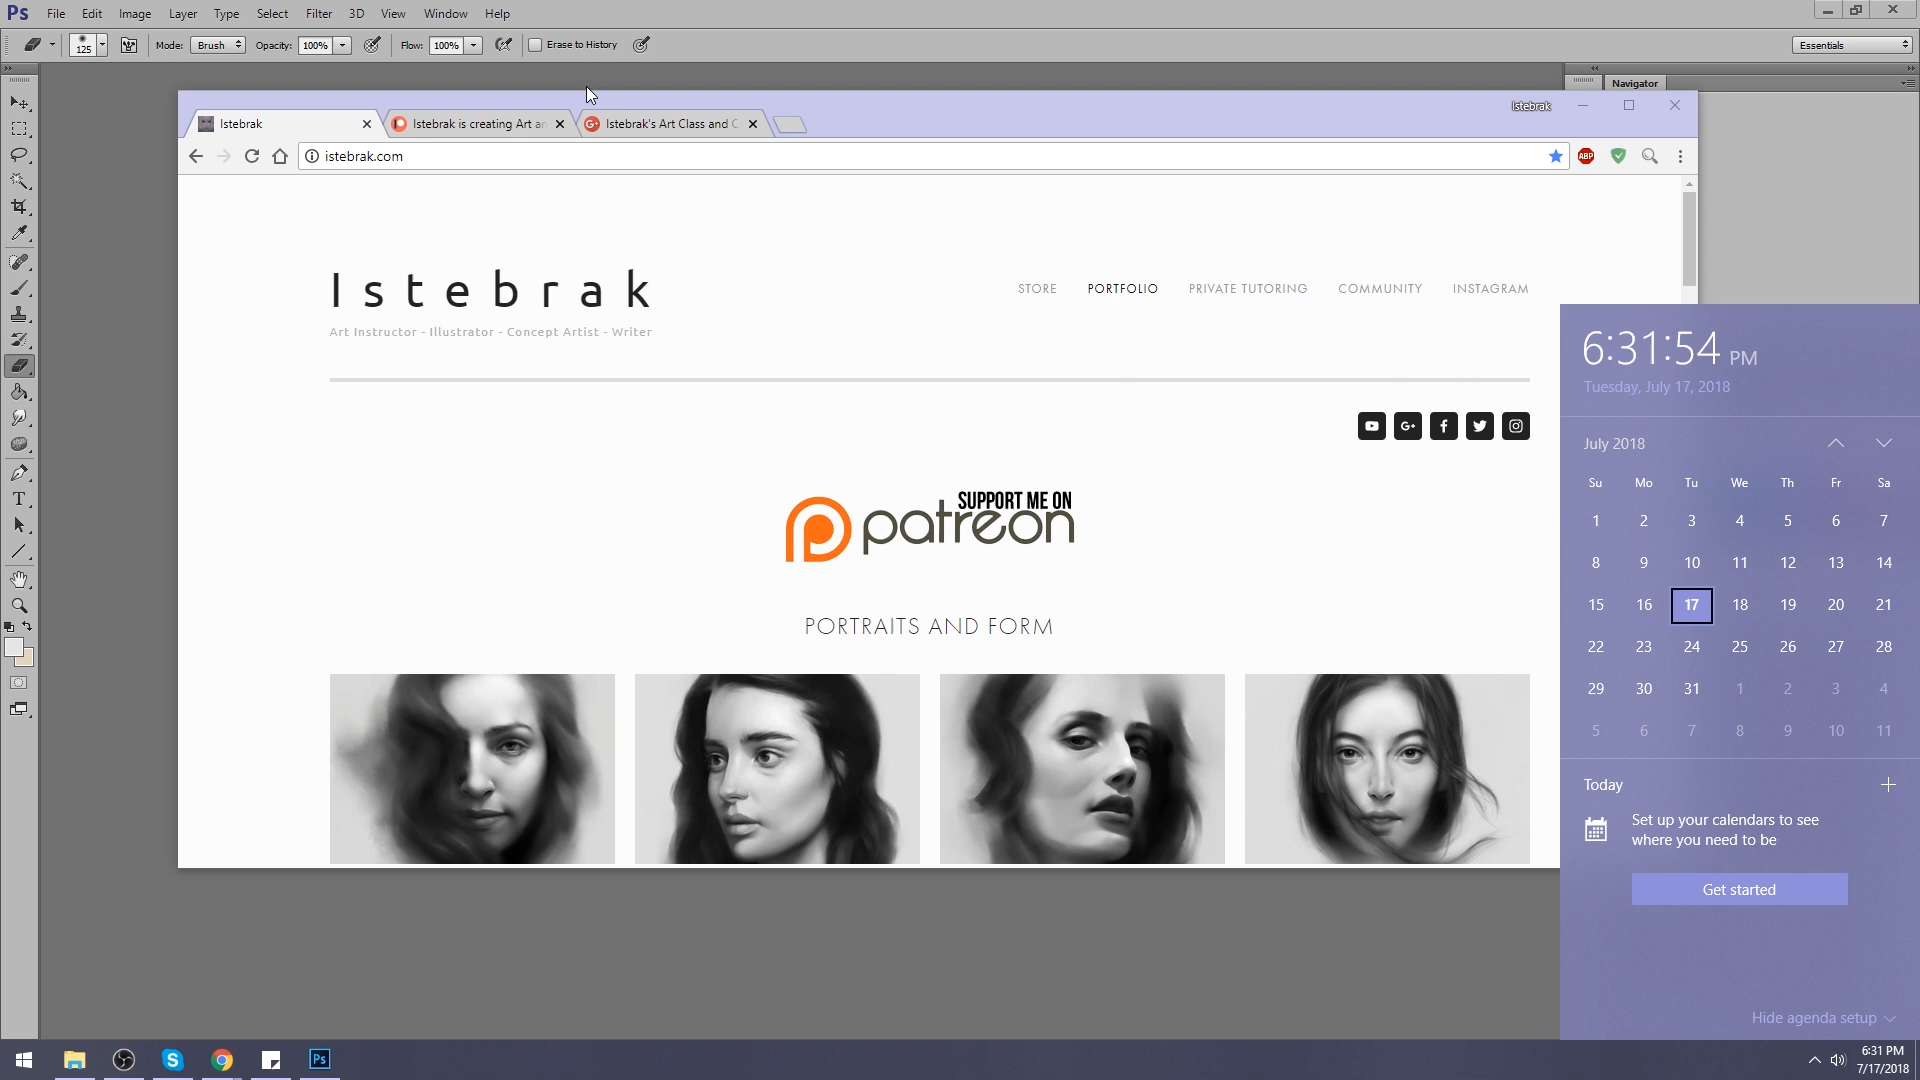 Ps File Edit Image Layer Type Select Filter 3D View Window Help
125 Mode: Brush Opacity: 100% Flow: 100% Erase to History Essentials
Navigator
Istebrak
Istebrak Istebrak is creating Art an Istebrak's Art Class and C
istebrak.com ABP
Istebrak
Art Instructor - Illustrator - Concept Artist - Writer
STORE PORTFOLIO PRIVATE TUTORING COMMUNITY INSTAGRAM
SUPPORT ME ON
patreon
PORTRAITS AND FORM
6:31:54 PM
Tuesday, July 17, 2018
July 2018
Su Mo Tu We Th Fr Sa
1 2 3 4 5 6 7
8 9 10 11 12 13 14
15 16 17 18 19 20 21
22 23 24 25 26 27 28
29 30 31 1 2 3 4
5 6 7 8 9 10 11
Today
Set up your calendars to see
where you need to be
Get started
Hide agenda setup
Ps
6:31 PM
7/17/2018